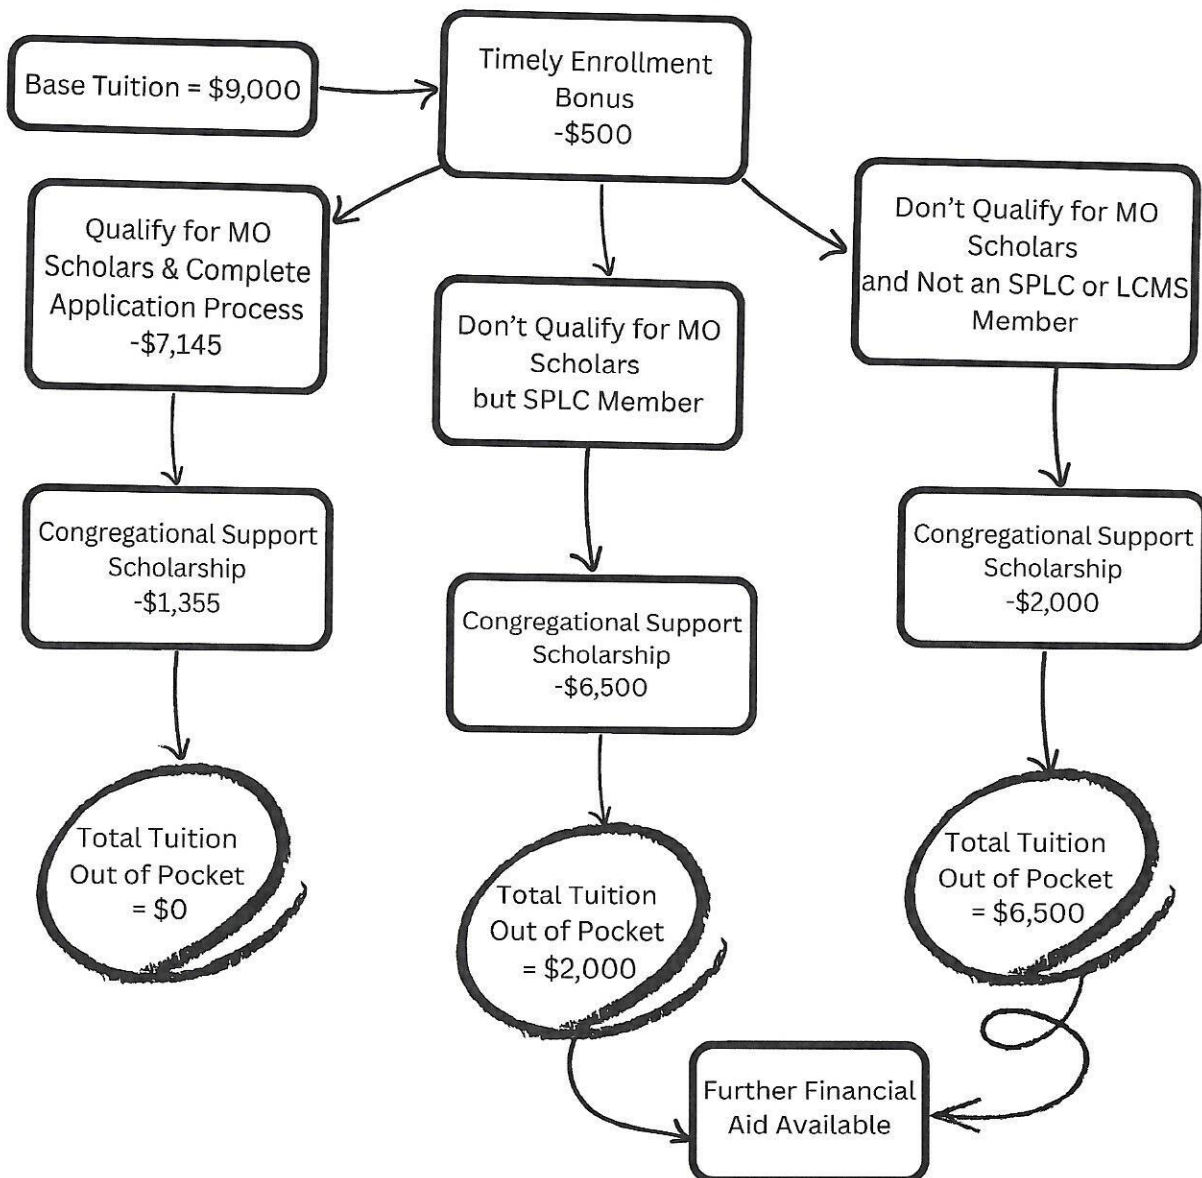 Base Tuition = $9,000
Timely Enrollment
Bonus
-$500
Qualify for MO
Scholars & Complete
Application Process
-$7,145
Don't Qualify for MO
Scholars
but SPLC Member
Don't Qualify for MO
Scholars
and Not an SPLC or LCMS
Member
Congregational Support
Scholarship
-$1,355
Congregational Support
Scholarship
-$6,500
Congregational Support
Scholarship
-$2,000
Total Tuition
Out of Pocket
= $0
Total Tuition
Out of Pocket
= $2,000
Total Tuition
Out of Pocket
= $6,500
Further Financial
Aid Available